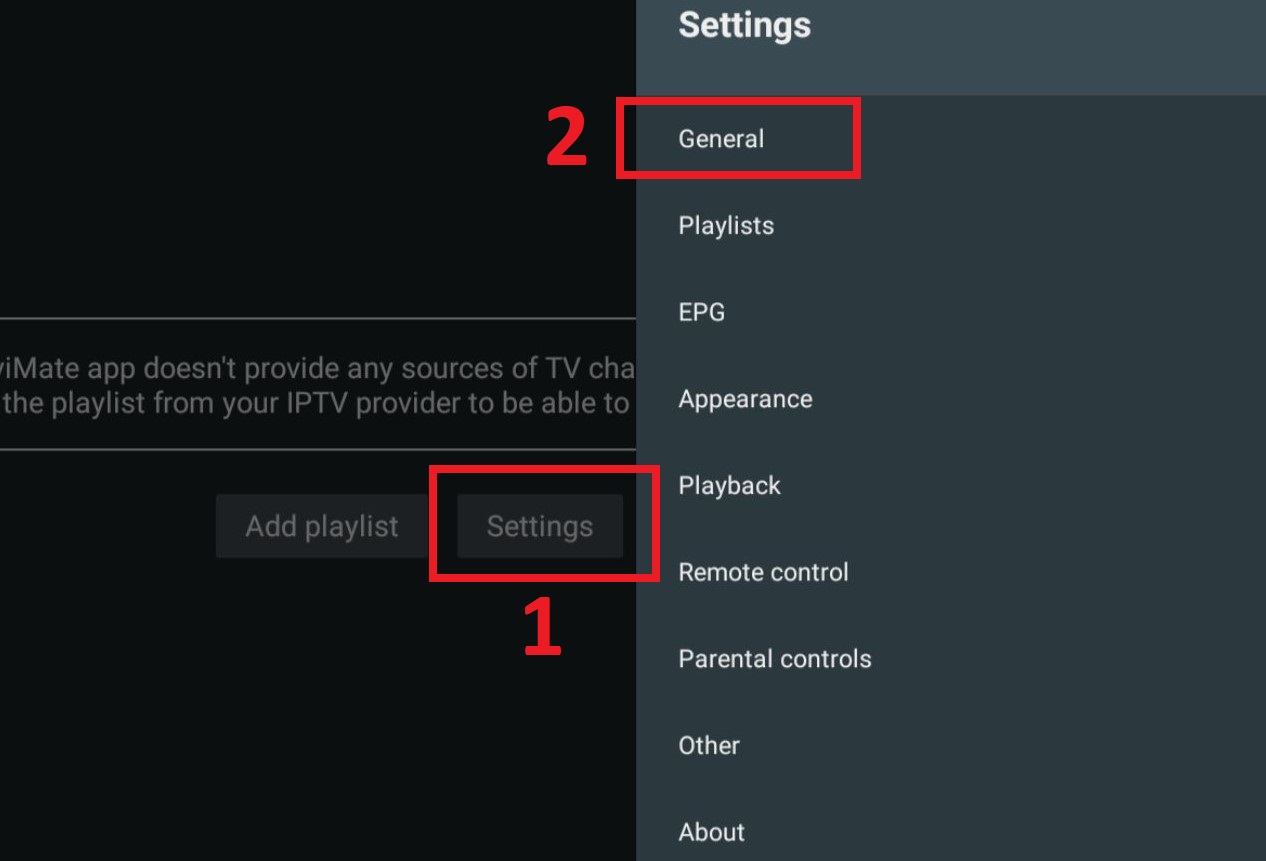 Settings
2
General
Playlists
EPG
viMate app doesn't provide any sources of TV cha
the playlist from your IPTV provider to be able to
Appearance
Playback
Add playlist
Settings
1
Remote control
Parental controls
Other
About